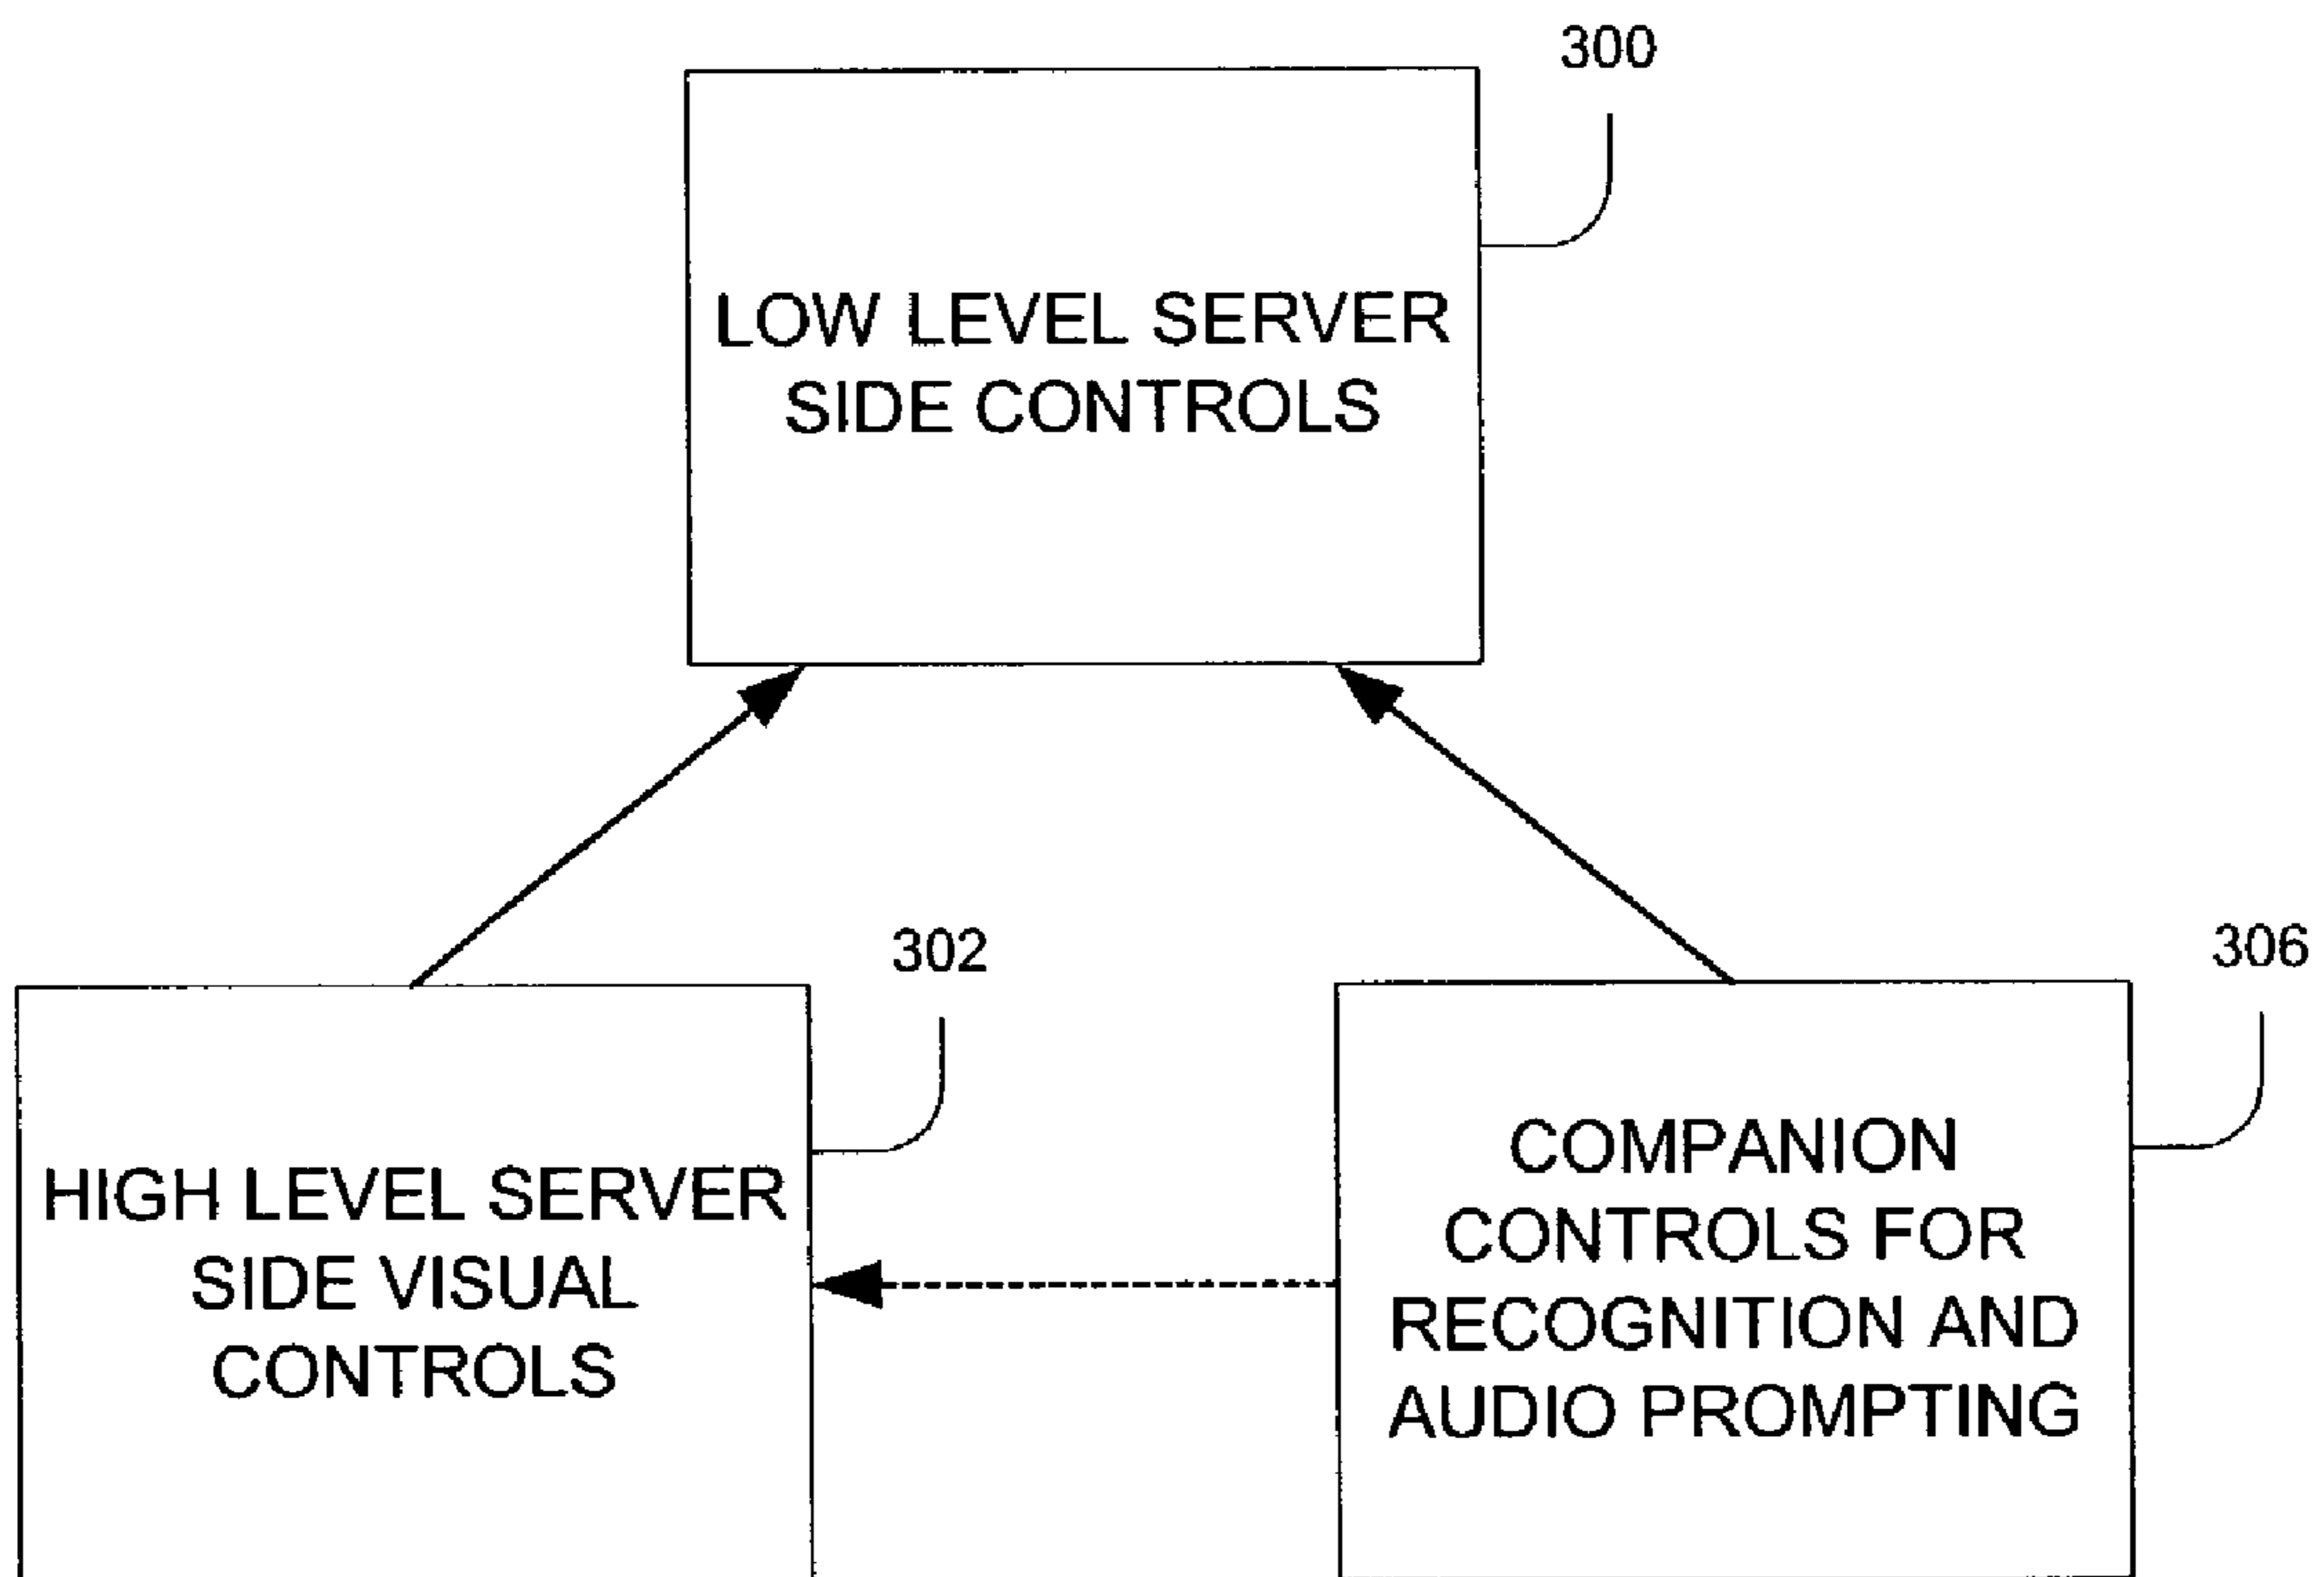 300
LOW LEVEL SERVER
SIDE CONTROLS
302
306
HIGH LEVEL SERVER
SIDE VISUAL
CONTROLS
COMPANION
CONTROLS FOR
RECOGNITION AND
AUDIO PROMPTING